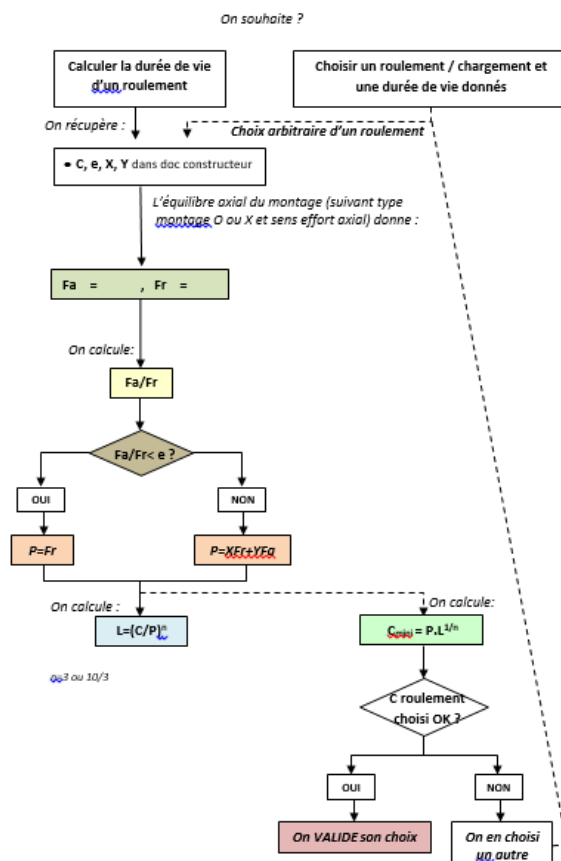 On souhaite ?
Calculer la durée de vie
d'un roulement
Choisir un roulement / chargement et
une durée de vie donnés
On récupère :
Choix arbitraire d'un roulement
• C, e, X, Y dans doc constructeur
L'équilibre axial du montage (suivant type
montage O ou X et sens effort axial) donne :
Fa = , Fr =
On calcule:
Fa/Fr
Fa/Fr< e ?
OUI
NON
P=Fr
P=XFr+YFa
On calcule :
On calcule:
L=(C/P)ⁿ
Cmini = P.L^{1/n}
n=3 ou 10/3
C roulement
choisi OK ?
OUI
NON
On VALIDE son choix
On en choisi
un autre